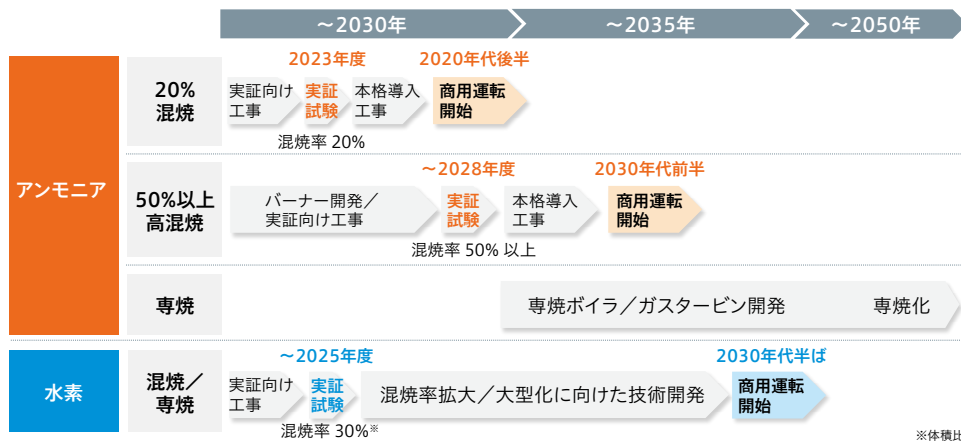 ～2030年
～2035年
～2050年
アンモニア
20%
混焼
2023年度
2020年代後半
実証向け
工事
実証
試験
本格導入
工事
商用運転
開始
混焼率 20%
50%以上
高混焼
～2028年度
2030年代前半
バーナー開発／
実証向け工事
実証
試験
本格導入
工事
商用運転
開始
混焼率 50% 以上
専焼
専焼ボイラ／ガスタービン開発
専焼化
水素
混焼／
専焼
～2025年度
2030年代半ば
実証向け
工事
実証
試験
混焼率拡大／大型化に向けた技術開発
商用運転
開始
混焼率 30%※
※体積比